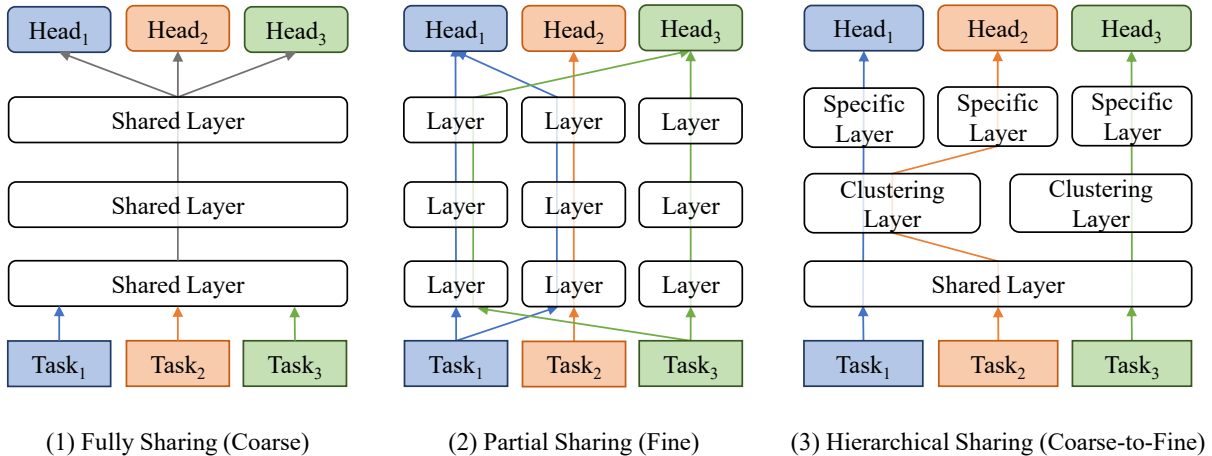 Head₁
Head₂
Head₃
Shared Layer
Shared Layer
Shared Layer
Task₁
Task₂
Task₃
(1) Fully Sharing (Coarse)
Head₁
Head₂
Head₃
Layer
Layer
Layer
Layer
Layer
Layer
Layer
Layer
Layer
Task₁
Task₂
Task₃
(2) Partial Sharing (Fine)
Head₁
Head₂
Head₃
Specific
Layer
Specific
Layer
Specific
Layer
Clustering
Layer
Clustering
Layer
Shared Layer
Task₁
Task₂
Task₃
(3) Hierarchical Sharing (Coarse-to-Fine)